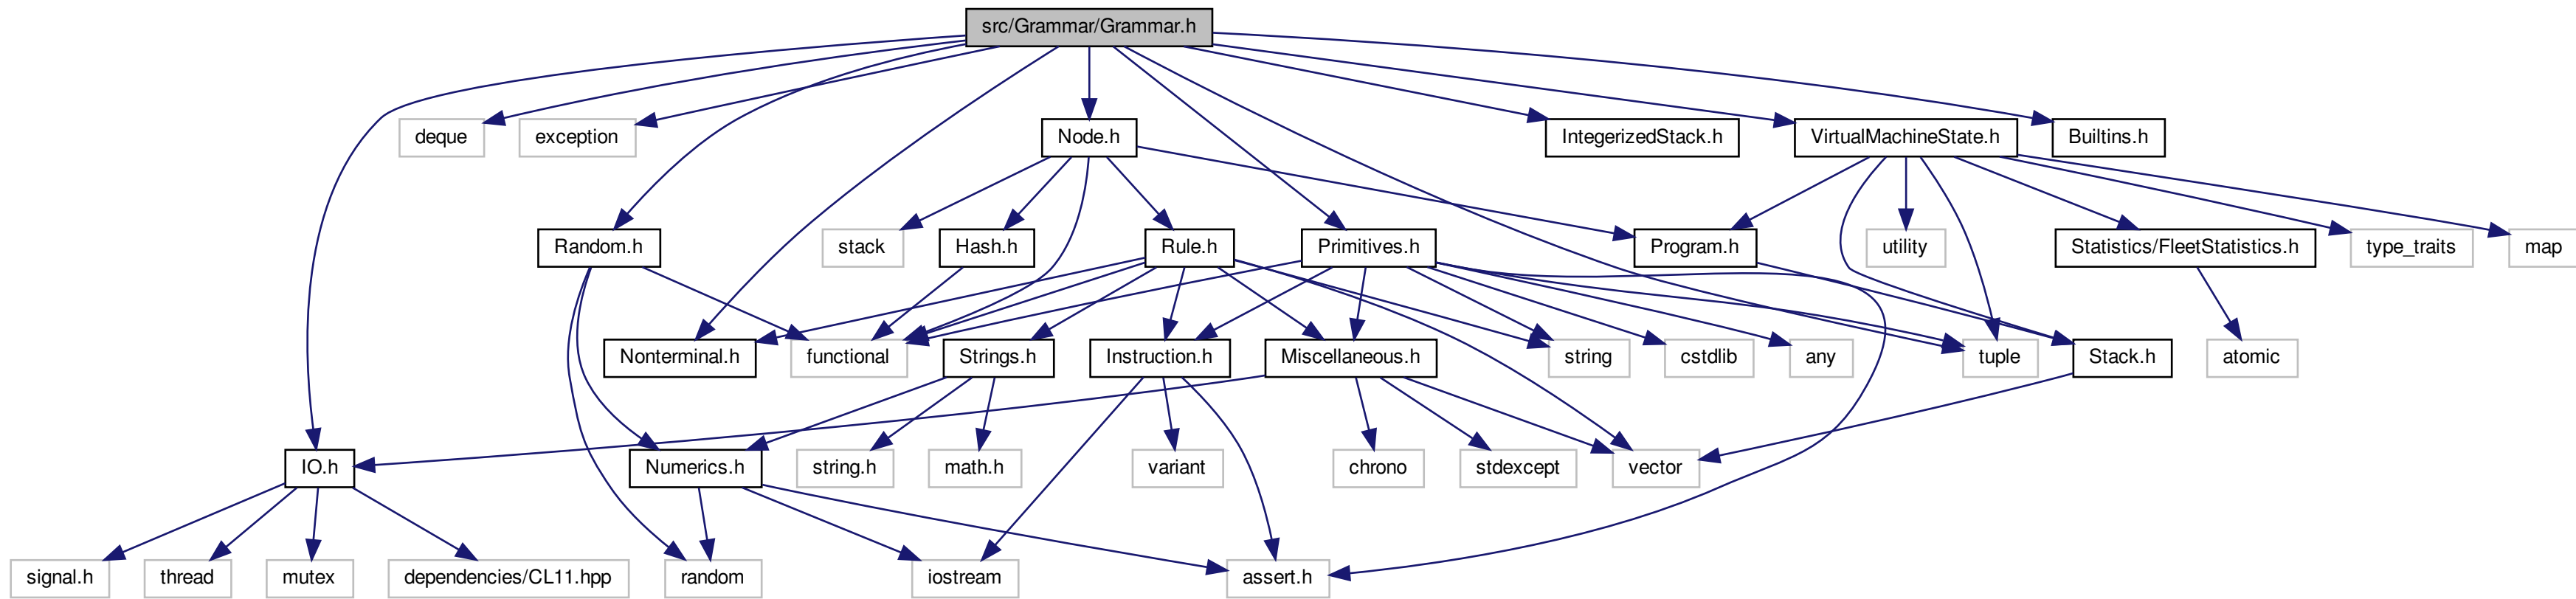 src/Grammar/Grammar.h
deque
exception
Node.h
IntegerizedStack.h
VirtualMachineState.h
Builtins.h
Random.h
stack
Hash.h
Rule.h
Primitives.h
Program.h
utility
Statistics/FleetStatistics.h
type_traits
map
Nonterminal.h
functional
Strings.h
Instruction.h
Miscellaneous.h
string
cstdlib
any
tuple
Stack.h
atomic
IO.h
Numerics.h
string.h
math.h
variant
chrono
stdexcept
vector
signal.h
thread
mutex
dependencies/CL11.hpp
random
iostream
assert.h